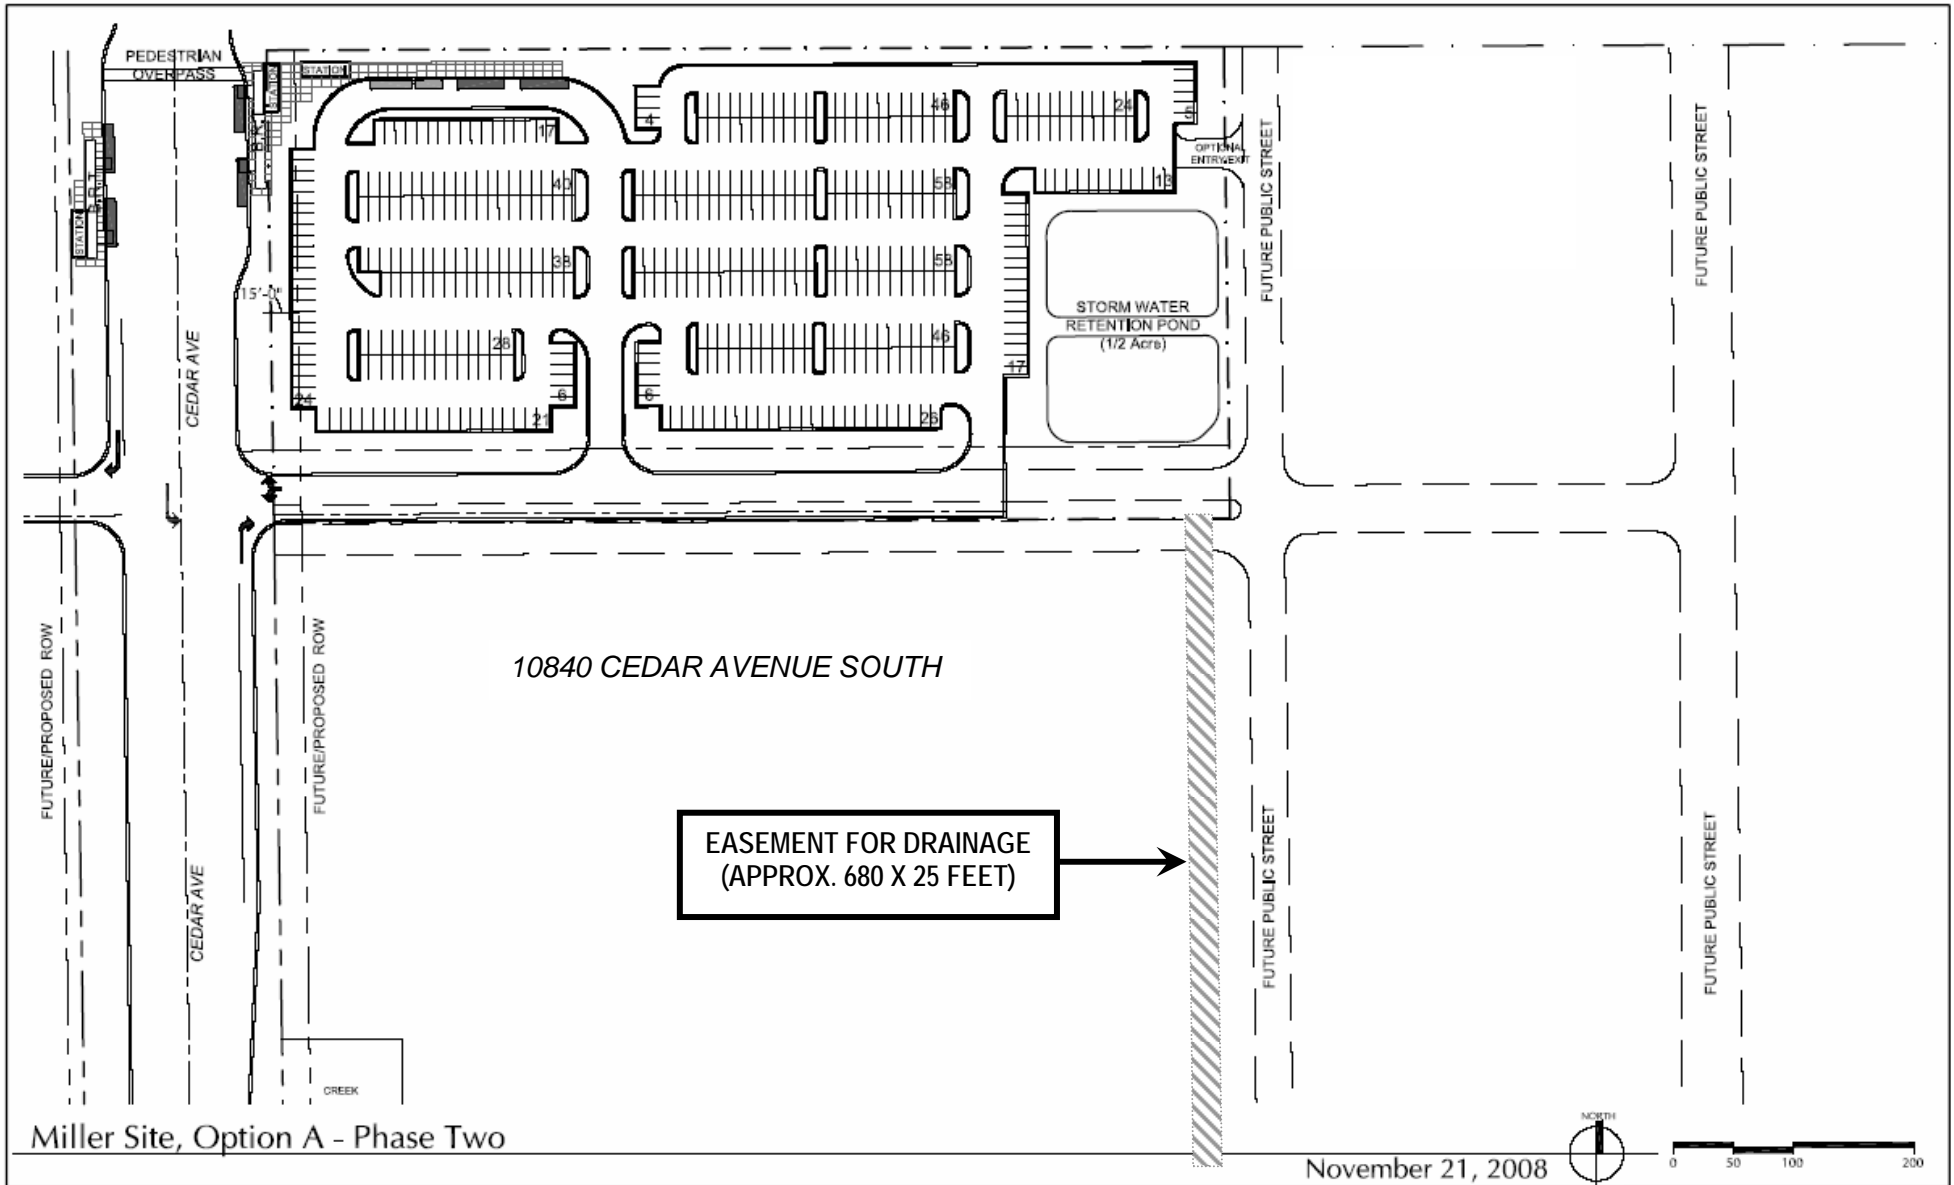 PEDESTRIAN
OVERPASS
STATION
STATION
17
4
46
24
5
OPTIONAL
ENTRY/EXIT
FUTURE PUBLIC STREET
FUTURE PUBLIC STREET
B.R.T.
STATION
40
58
13
38
58
15'-0"
STORM WATER
RETENTION POND
(1/2 Acre)
CEDAR AVE
28
46
17
24
6
6
21
26
FUTURE/PROPOSED ROW
FUTURE/PROPOSED ROW
10840 CEDAR AVENUE SOUTH
EASEMENT FOR DRAINAGE
(APPROX. 680 X 25 FEET)
CEDAR AVE
FUTURE PUBLIC STREET
FUTURE PUBLIC STREET
CREEK
Miller Site, Option A - Phase Two
November 21, 2008
NORTH
0 50 100 200